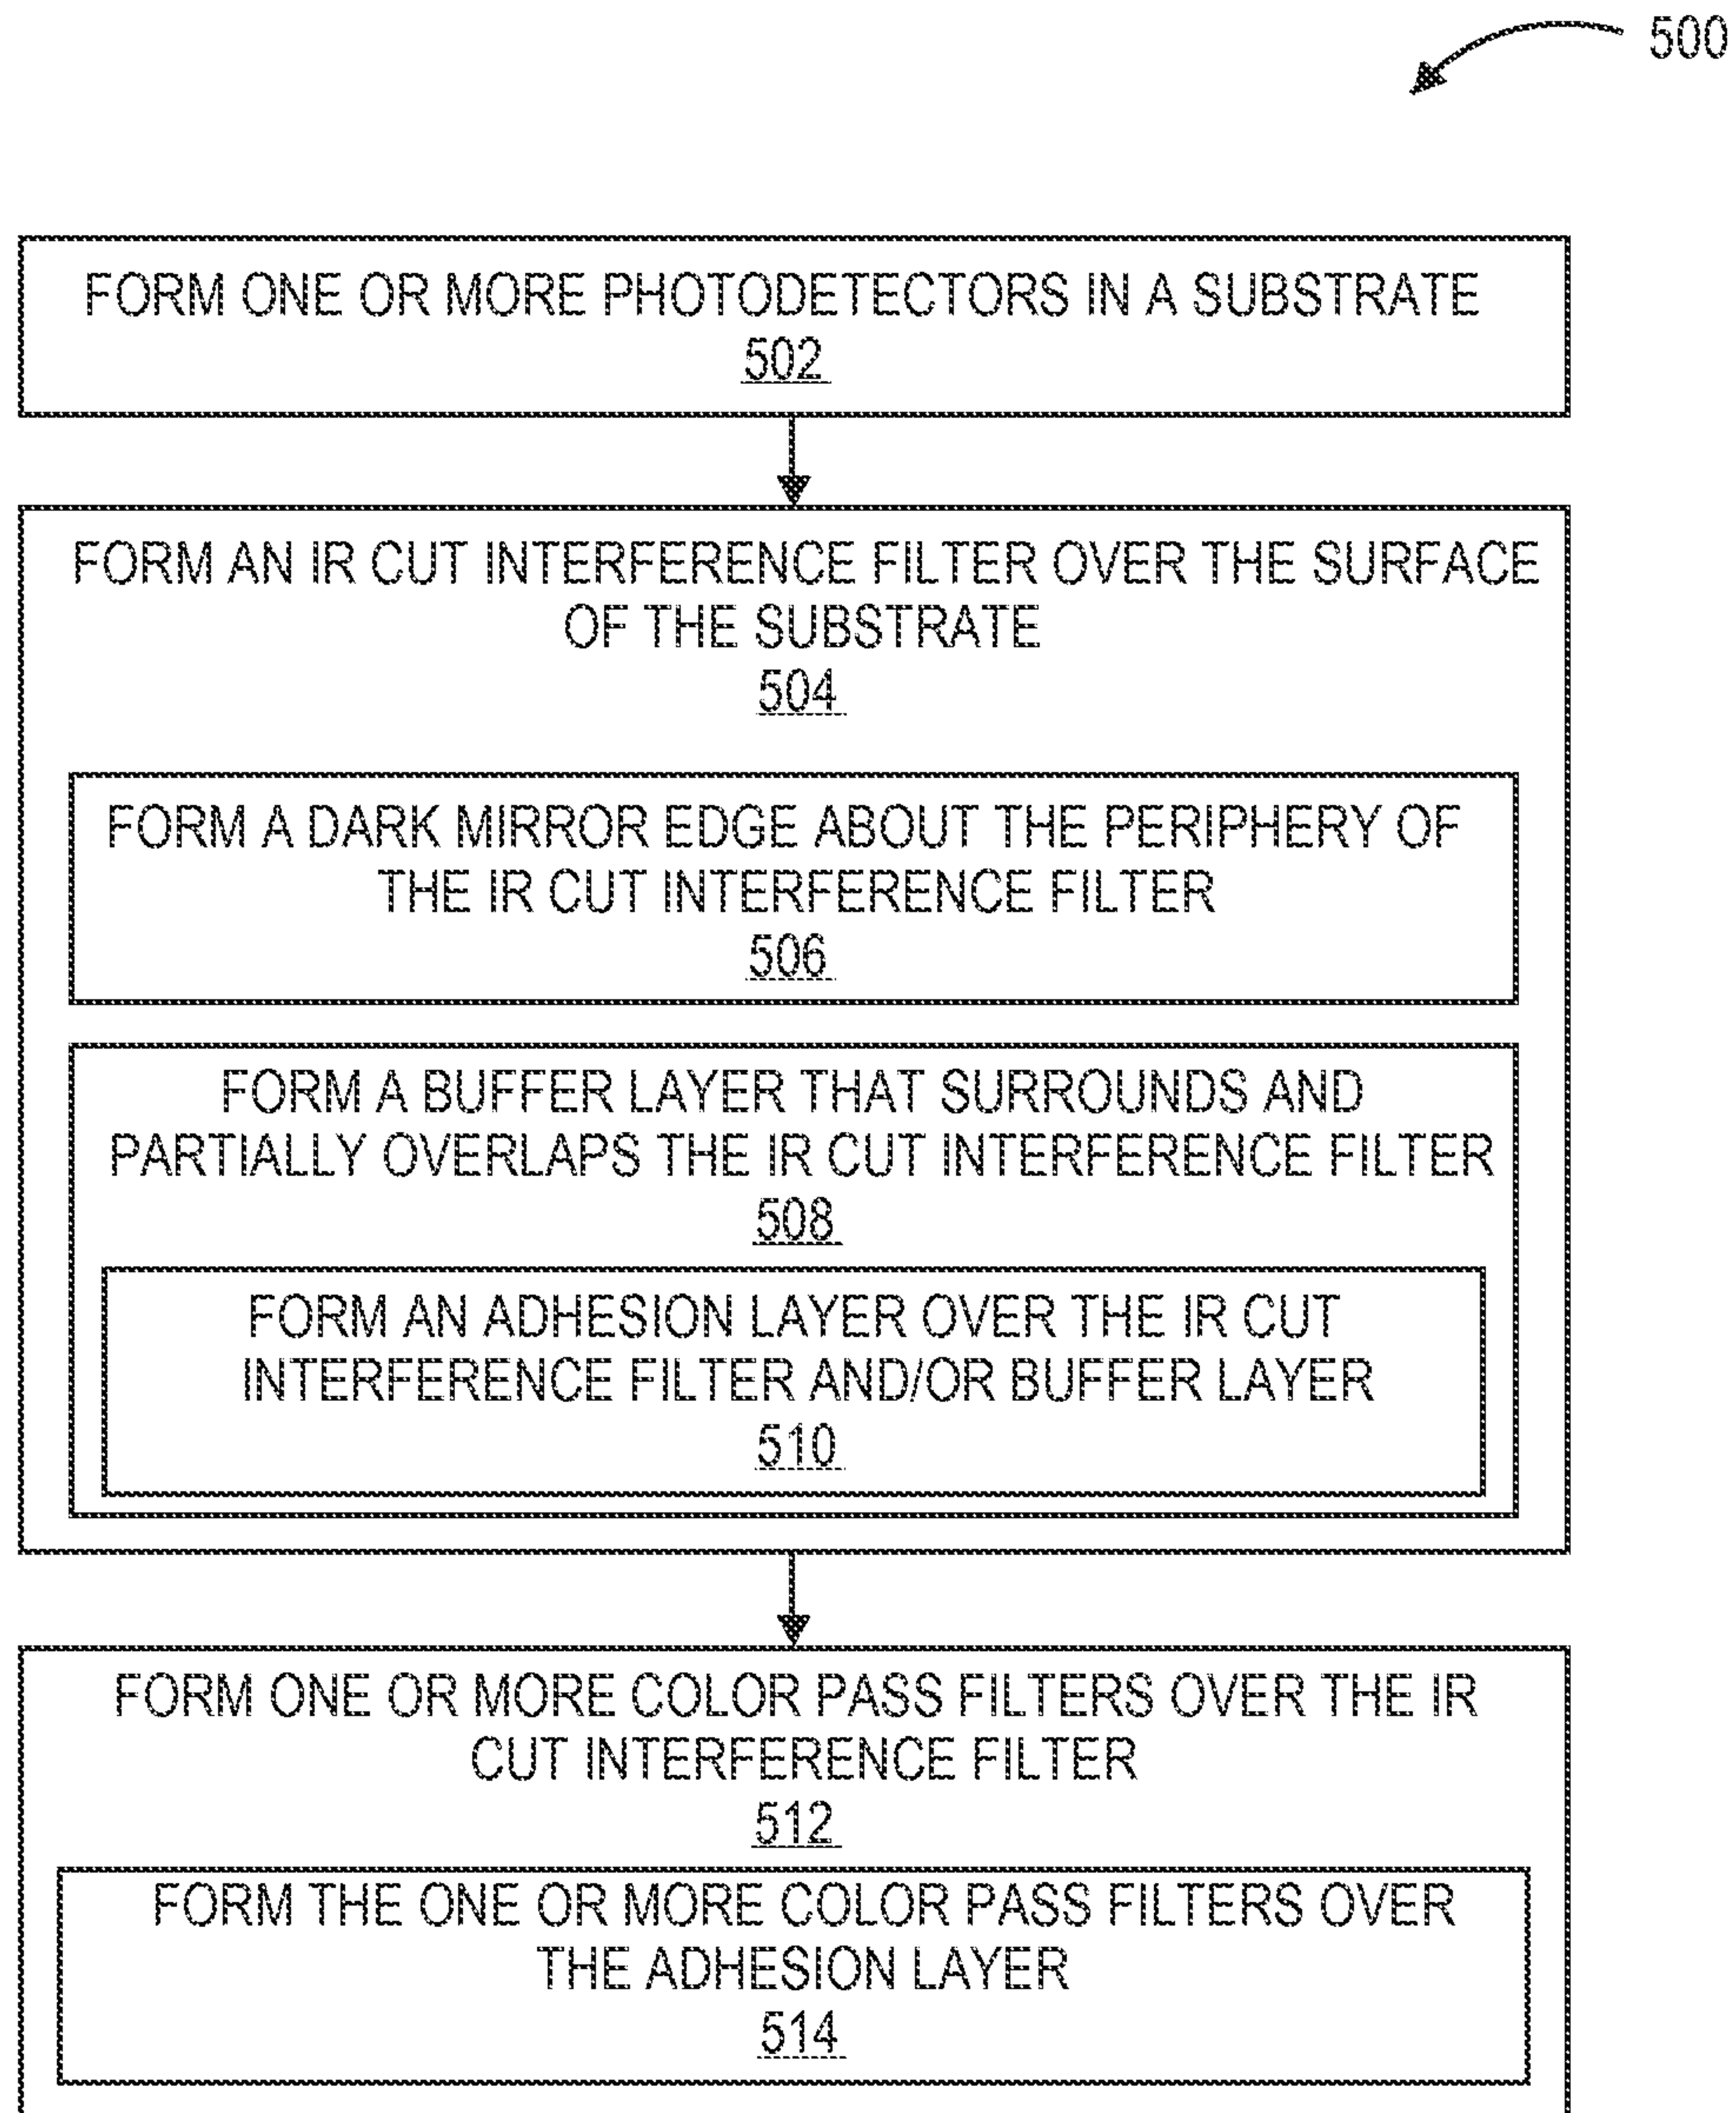 500
FORM ONE OR MORE PHOTODETECTORS IN A SUBSTRATE
502
FORM AN IR CUT INTERFERENCE FILTER OVER THE SURFACE
OF THE SUBSTRATE
504
FORM A DARK MIRROR EDGE ABOUT THE PERIPHERY OF
THE IR CUT INTERFERENCE FILTER
506
FORM A BUFFER LAYER THAT SURROUNDS AND
PARTIALLY OVERLAPS THE IR CUT INTERFERENCE FILTER
508
FORM AN ADHESION LAYER OVER THE IR CUT
INTERFERENCE FILTER AND/OR BUFFER LAYER
510
FORM ONE OR MORE COLOR PASS FILTERS OVER THE IR
CUT INTERFERENCE FILTER
512
FORM THE ONE OR MORE COLOR PASS FILTERS OVER
THE ADHESION LAYER
514